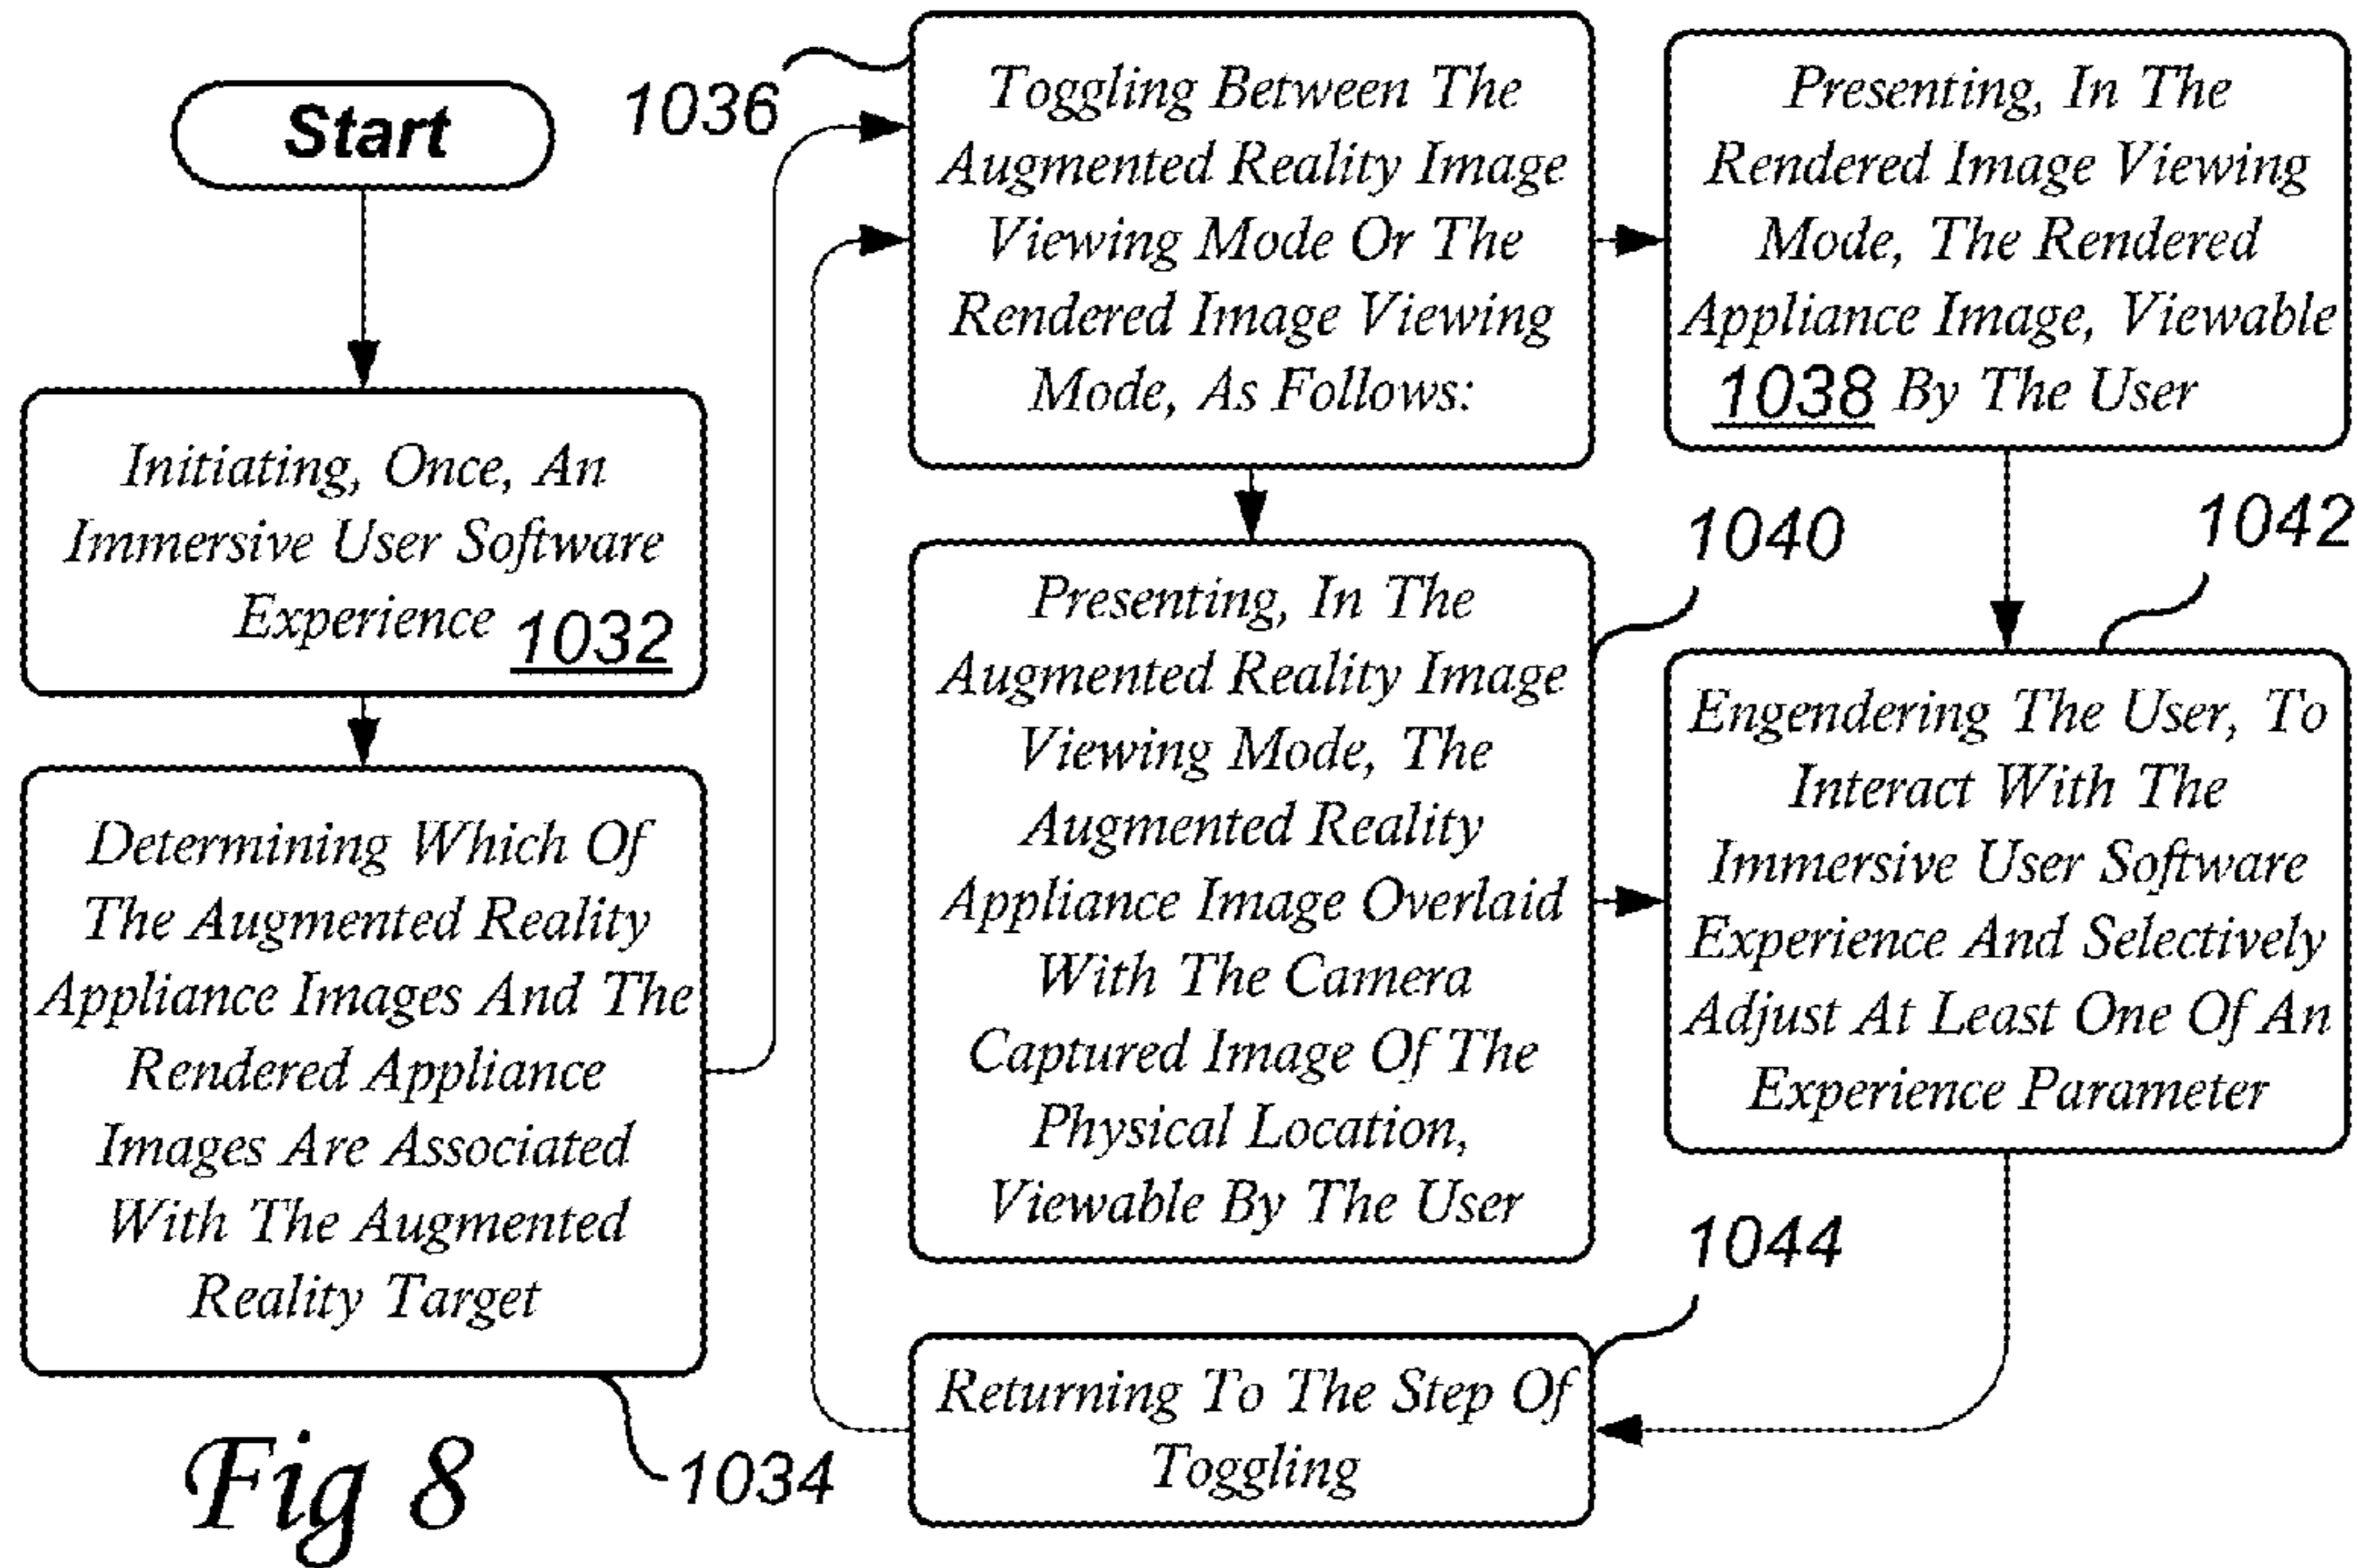 Start
Initiating, Once, An
Immersive User Software
Experience 1032
Determining Which Of
The Augmented Reality
Appliance Images And The
Rendered Appliance
Images Are Associated
With The Augmented
Reality Target
1034
1036
Toggling Between The
Augmented Reality Image
Viewing Mode Or The
Rendered Image Viewing
Mode, As Follows:
Presenting, In The
Rendered Image Viewing
Mode, The Rendered
Appliance Image, Viewable
1038 By The User
1040
Presenting, In The
Augmented Reality Image
Viewing Mode, The
Augmented Reality
Appliance Image Overlaid
With The Camera
Captured Image Of The
Physical Location,
Viewable By The User
1042
Engendering The User, To
Interact With The
Immersive User Software
Experience And Selectively
Adjust At Least One Of An
Experience Parameter
1044
Returning To The Step Of
Toggling
Fig 8